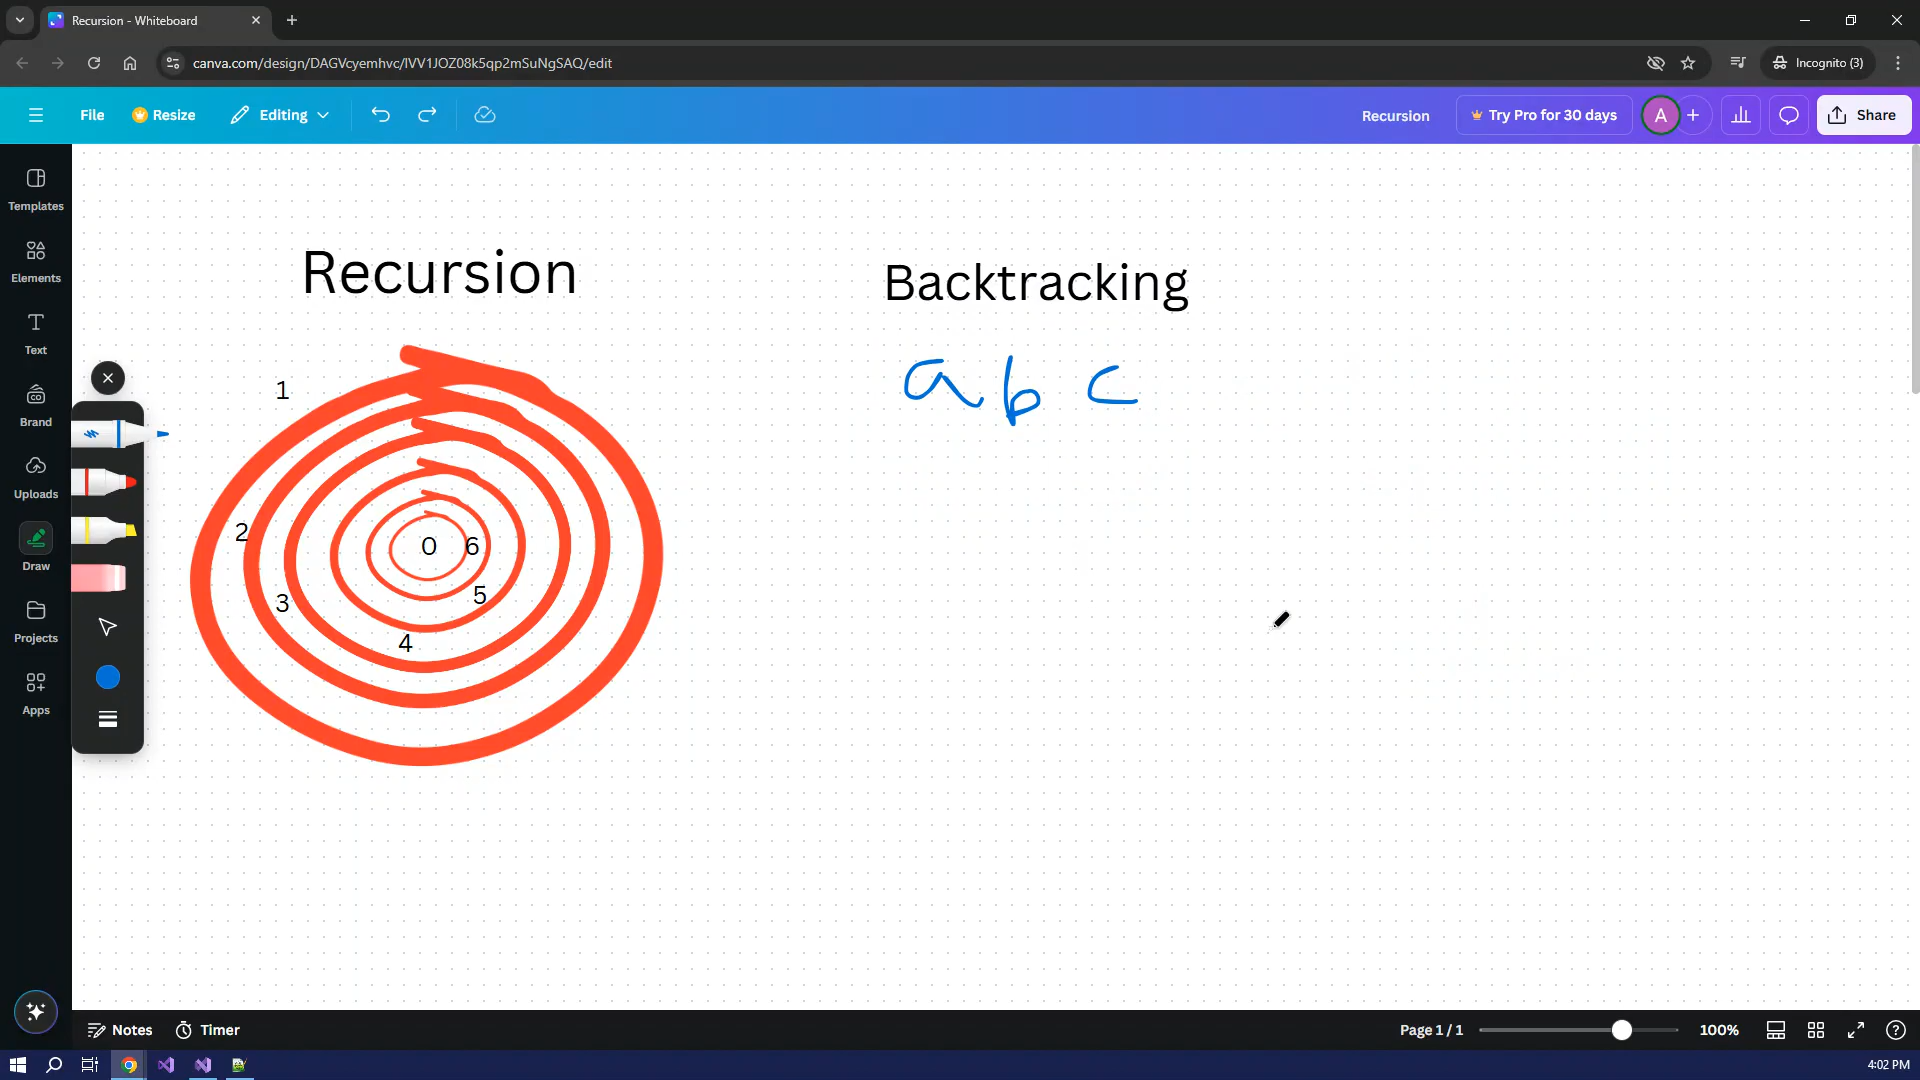 Recursion - Whiteboard
canva.com/design/DAGVcyemhvc/IVV1JOZ08k5qp2mSuNgSAQ/edit
Incognito (3)
File
Resize
Editing
Recursion
Try Pro for 30 days
A
Share
Templates
Elements
Text
Brand
Uploads
Draw
Projects
Apps
Recursion
1
2
3
4
5
0 6
Backtracking
a b c
Notes
Timer
Page 1 / 1
100%
4:02 PM